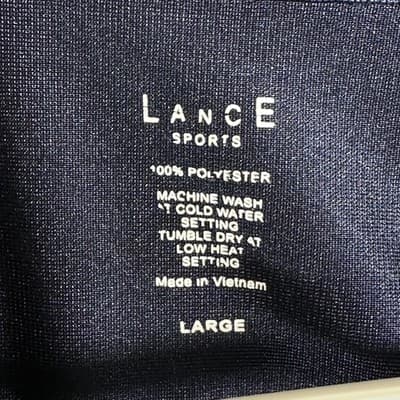 LANCE
SPORTS
100% POLYESTER
MACHINE WASH
AT COLD WATER
SETTING
TUMBLE DRY AT
LOW HEAT
SETTING
Made in Vietnam
LARGE